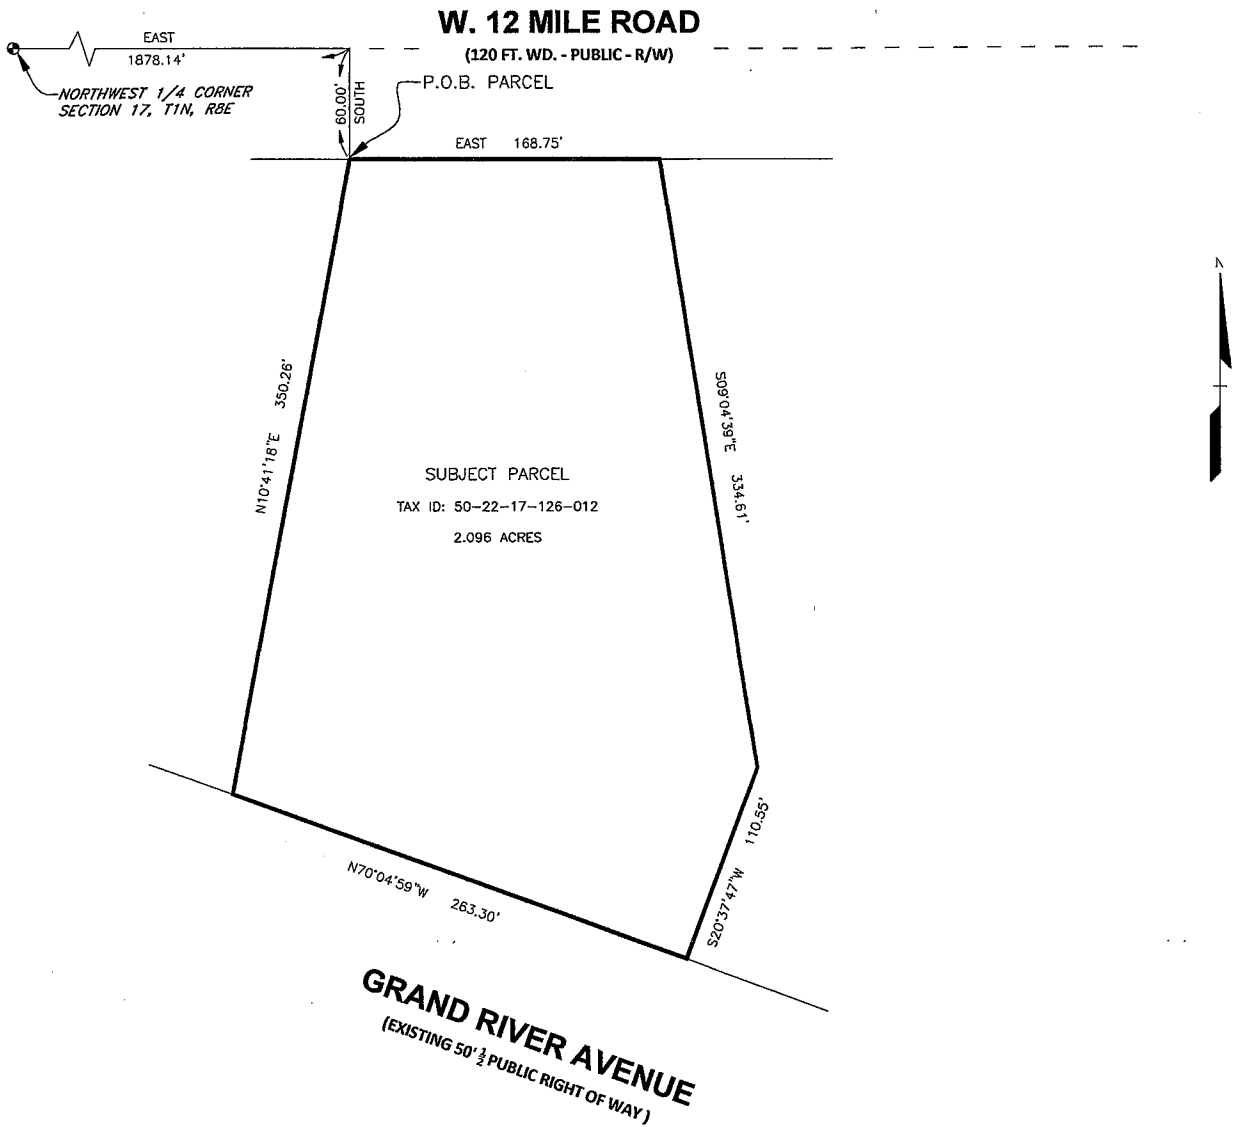 W. 12 MILE ROAD
(120 FT. WD. - PUBLIC - R/W)
EAST
1878.14'
NORTHWEST 1/4 CORNER
SECTION 17, T1N, R8E
60.00'
SOUTH
P.O.B. PARCEL
EAST 168.75'
N
N10°41'18"E 350.26'
S09°04'39"E 334.61'
SUBJECT PARCEL
TAX ID: 50-22-17-126-012
2.096 ACRES
S20°37'47"W 110.55'
N70°04'59"W 263.30'
GRAND RIVER AVENUE
(EXISTING 50' ½ PUBLIC RIGHT OF WAY)